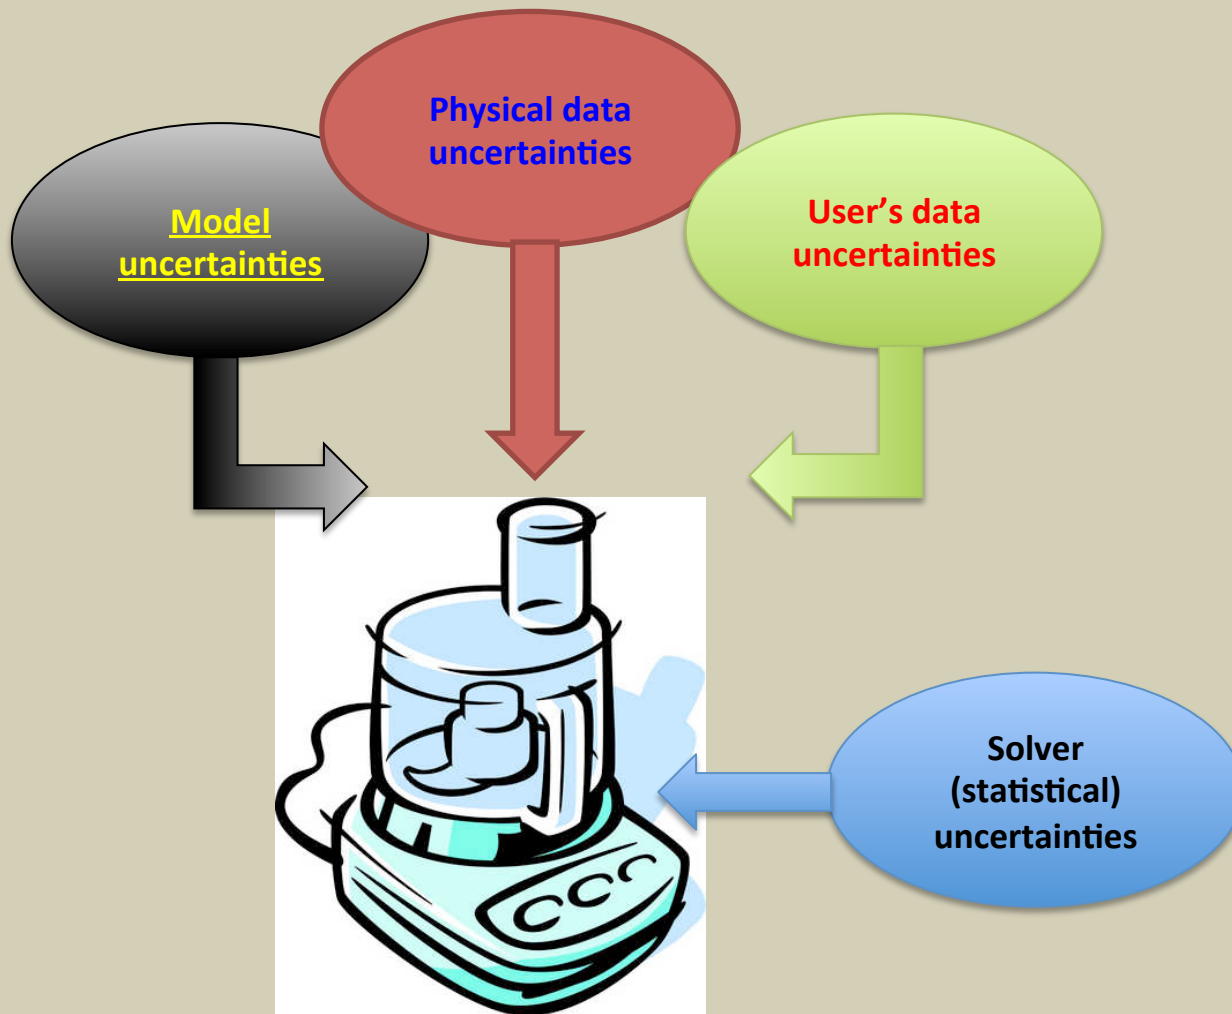 Physical data
uncertainties
Model
uncertainties
User’s data
uncertainties
Solver
(statistical)
uncertainties